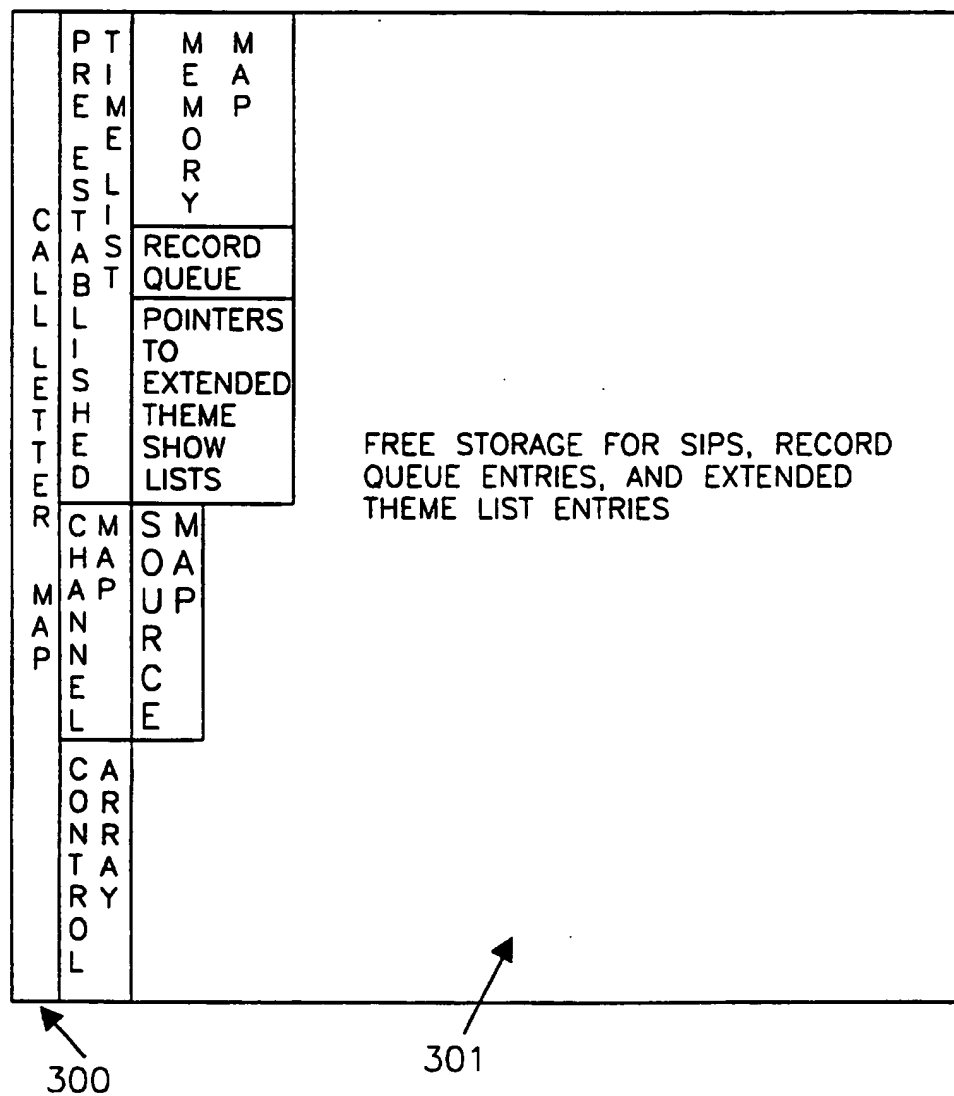 CALL LETTER MAP
PRE ESTABLISHED
TIME LIST
MEMORY
MAP
RECORD
QUEUE
POINTERS
TO
EXTENDED
THEME
SHOW
LISTS
CHANNEL
MAP
SOURCE
MAP
CONTROL
ARRAY
FREE STORAGE FOR SIPS, RECORD
QUEUE ENTRIES, AND EXTENDED
THEME LIST ENTRIES
300
301